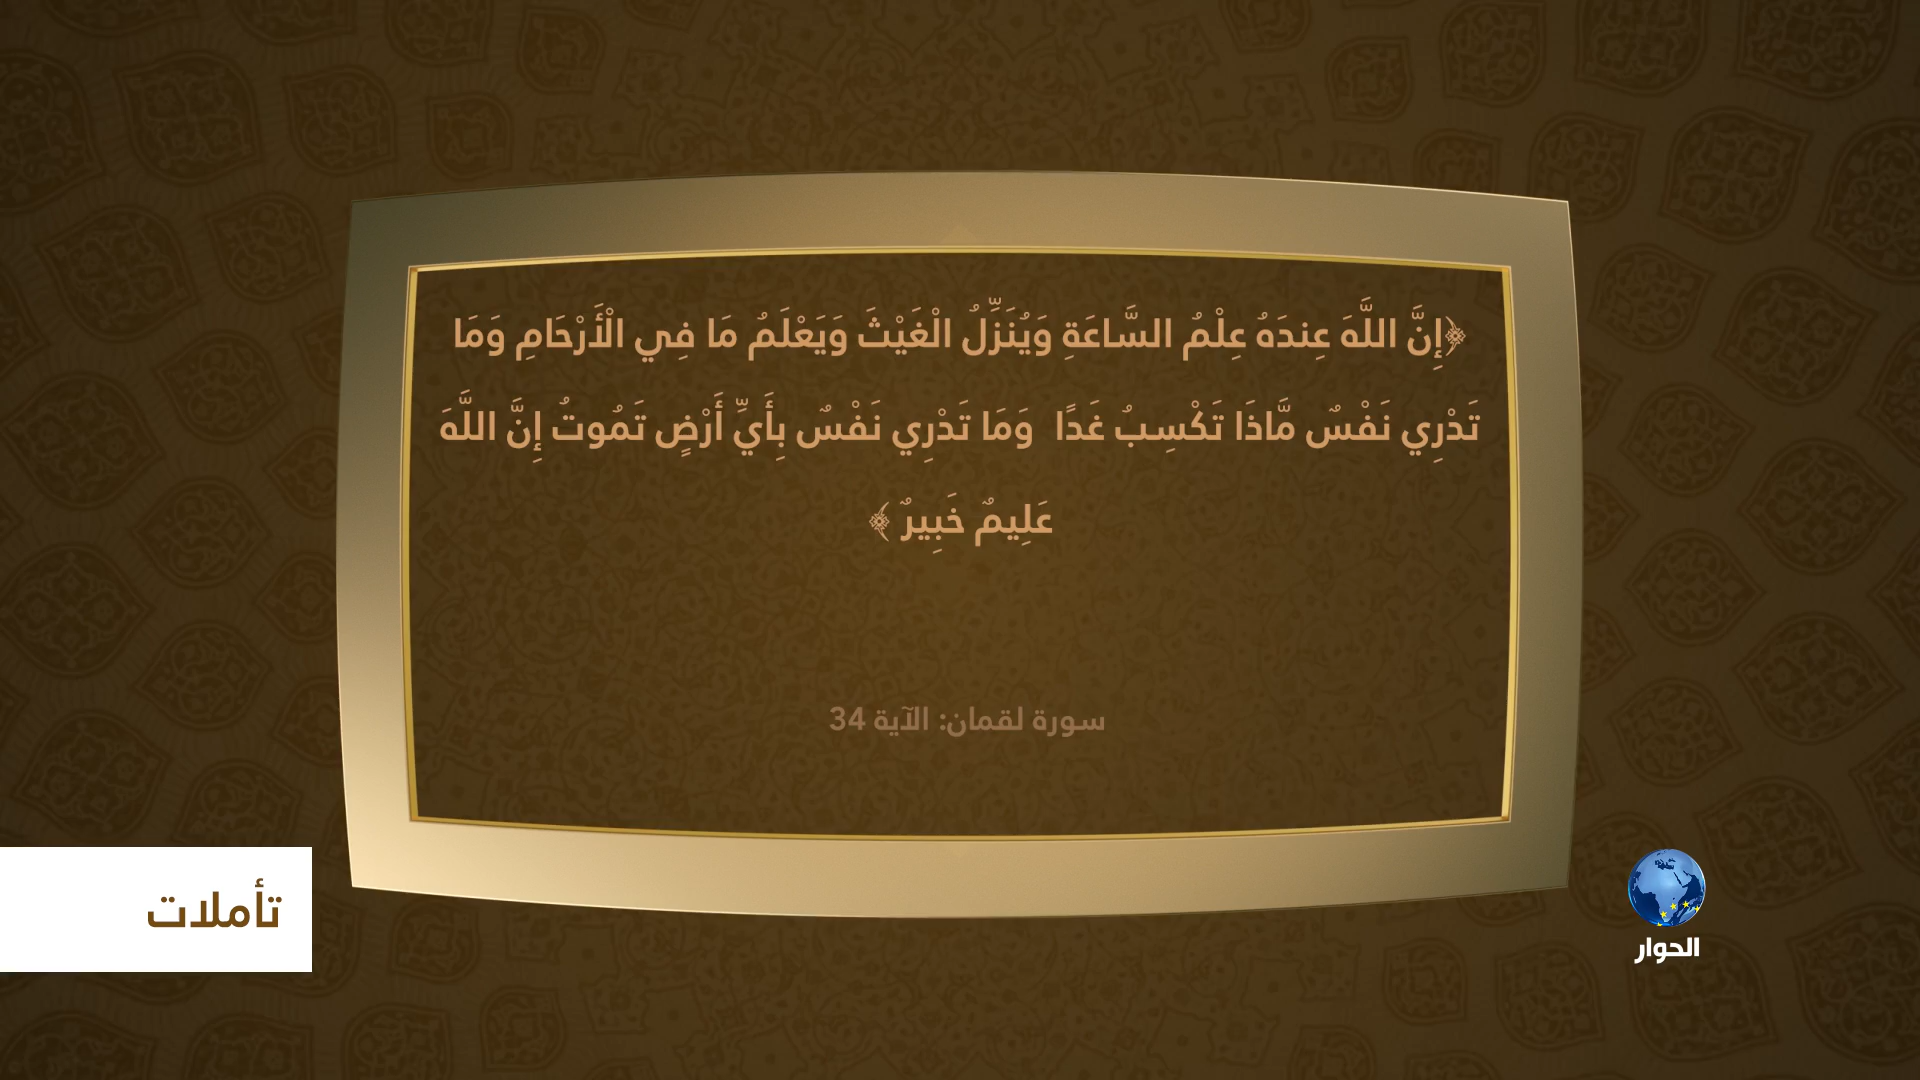 ﴿إِنَّ اللَّهَ عِندَهُ عِلْمُ السَّاعَةِ وَيُنَزِّلُ الْغَيْثَ وَيَعْلَمُ مَا فِي الْأَرْحَامِ وَمَا
تَدْرِي نَفْسٌ مَّاذَا تَكْسِبُ غَدًا وَمَا تَدْرِي نَفْسٌ بِأَيِّ أَرْضٍ تَمُوتُ إِنَّ اللَّهَ
عَلِيمٌ خَبِيرٌ ﴾
سورة لقمان: الآية 34
تأملات
الحوار